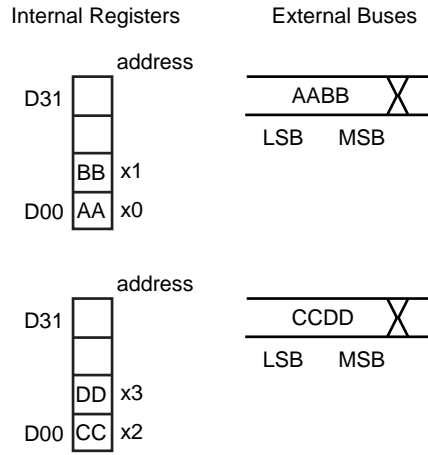 Internal Registers External Buses
address
D31 AABB
LSB MSB
BB x1
D00 AA x0
address
D31 CCDD
LSB MSB
DD x3
D00 CC x2